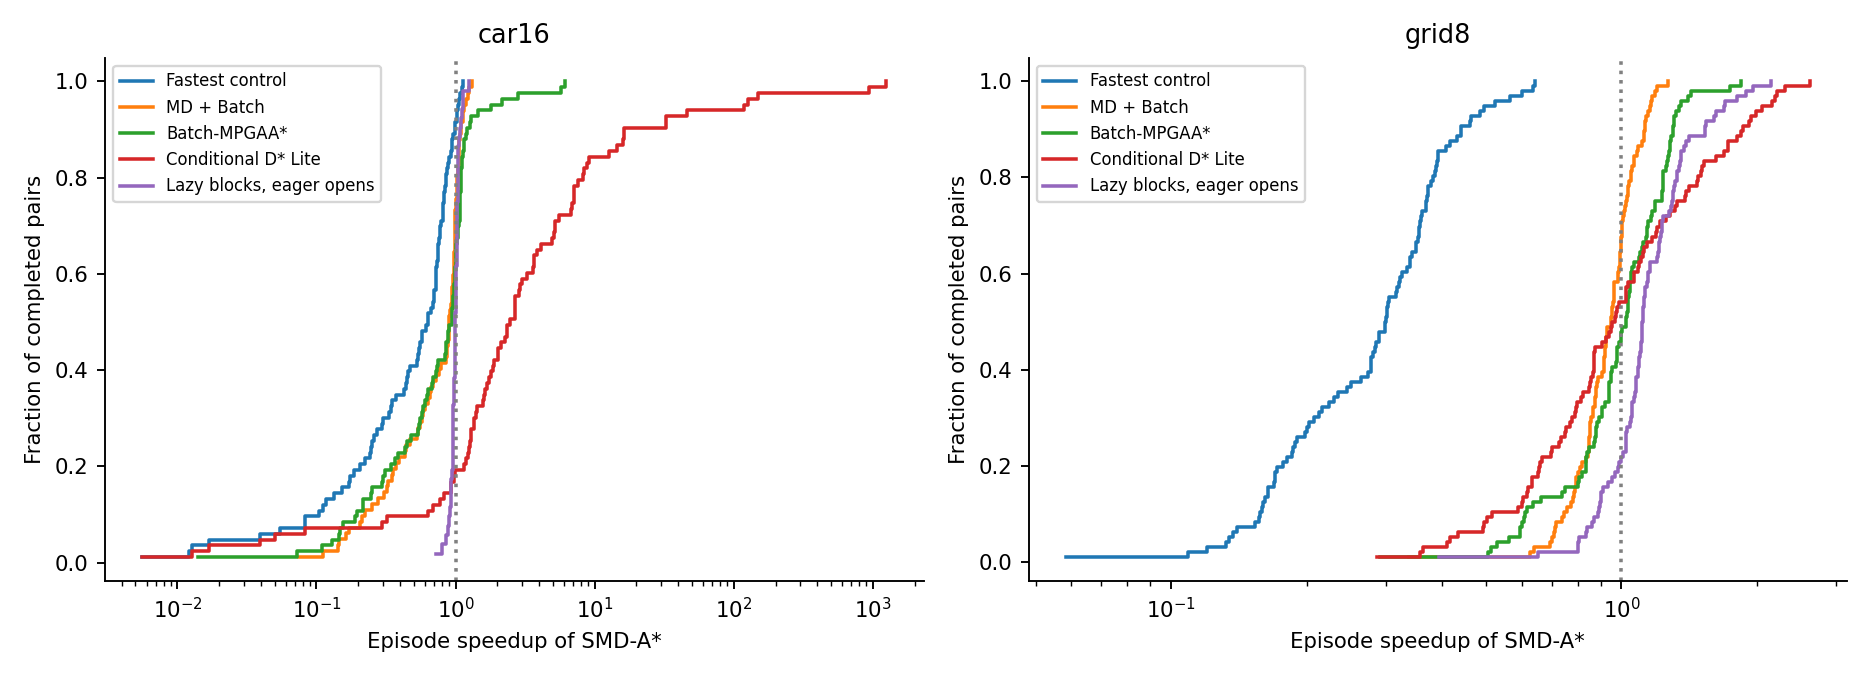 car16
Fraction of completed pairs
1.0
0.8
0.6
0.4
0.2
0.0
Fastest control
MD + Batch
Batch-MPGAA*
Conditional D* Lite
Lazy blocks, eager opens
10⁻² 10⁻¹ 10⁰ 10¹ 10² 10³
Episode speedup of SMD-A*
grid8
Fraction of completed pairs
1.0
0.8
0.6
0.4
0.2
0.0
Fastest control
MD + Batch
Batch-MPGAA*
Conditional D* Lite
Lazy blocks, eager opens
10⁻¹ 10⁰
Episode speedup of SMD-A*